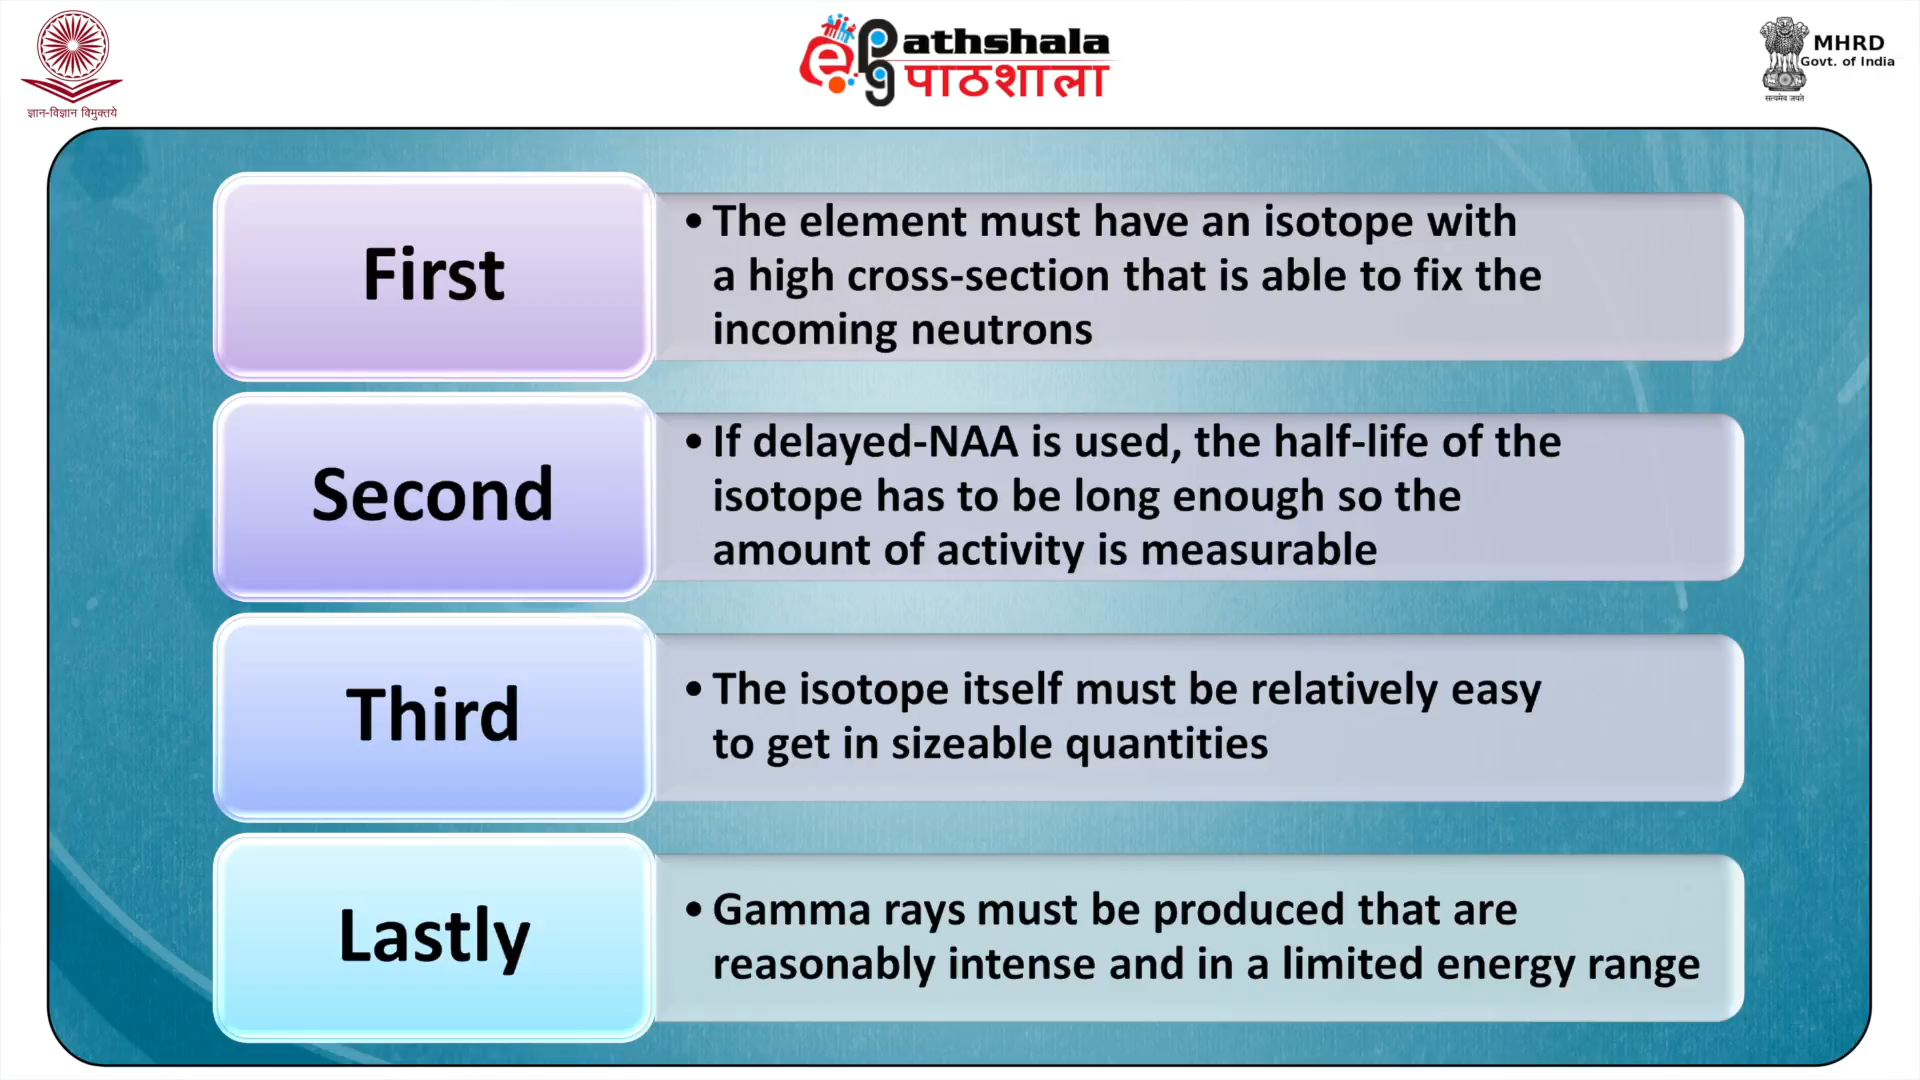 ज्ञान-विज्ञान विमुक्तये
ePG Pathshala
पाठशाला
MHRD
Govt. of India
सत्यमेव जयते
First
• The element must have an isotope with
a high cross-section that is able to fix the
incoming neutrons
Second
• If delayed-NAA is used, the half-life of the
isotope has to be long enough so the
amount of activity is measurable
Third
• The isotope itself must be relatively easy
to get in sizeable quantities
Lastly
• Gamma rays must be produced that are
reasonably intense and in a limited energy range